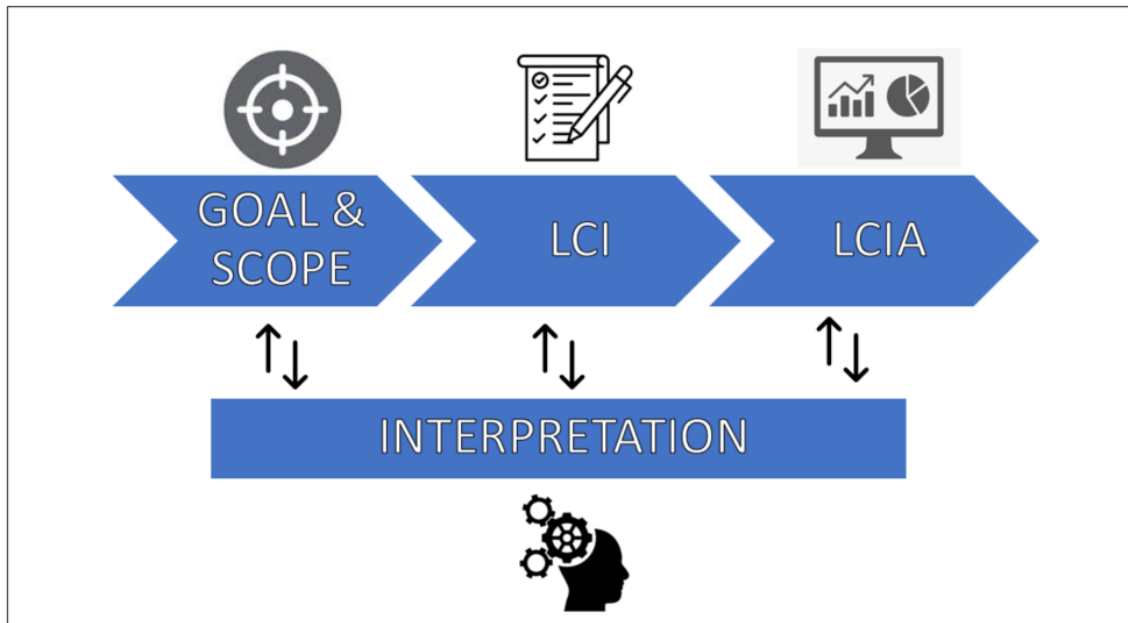 GOAL &
SCOPE
LCI
LCIA
INTERPRETATION